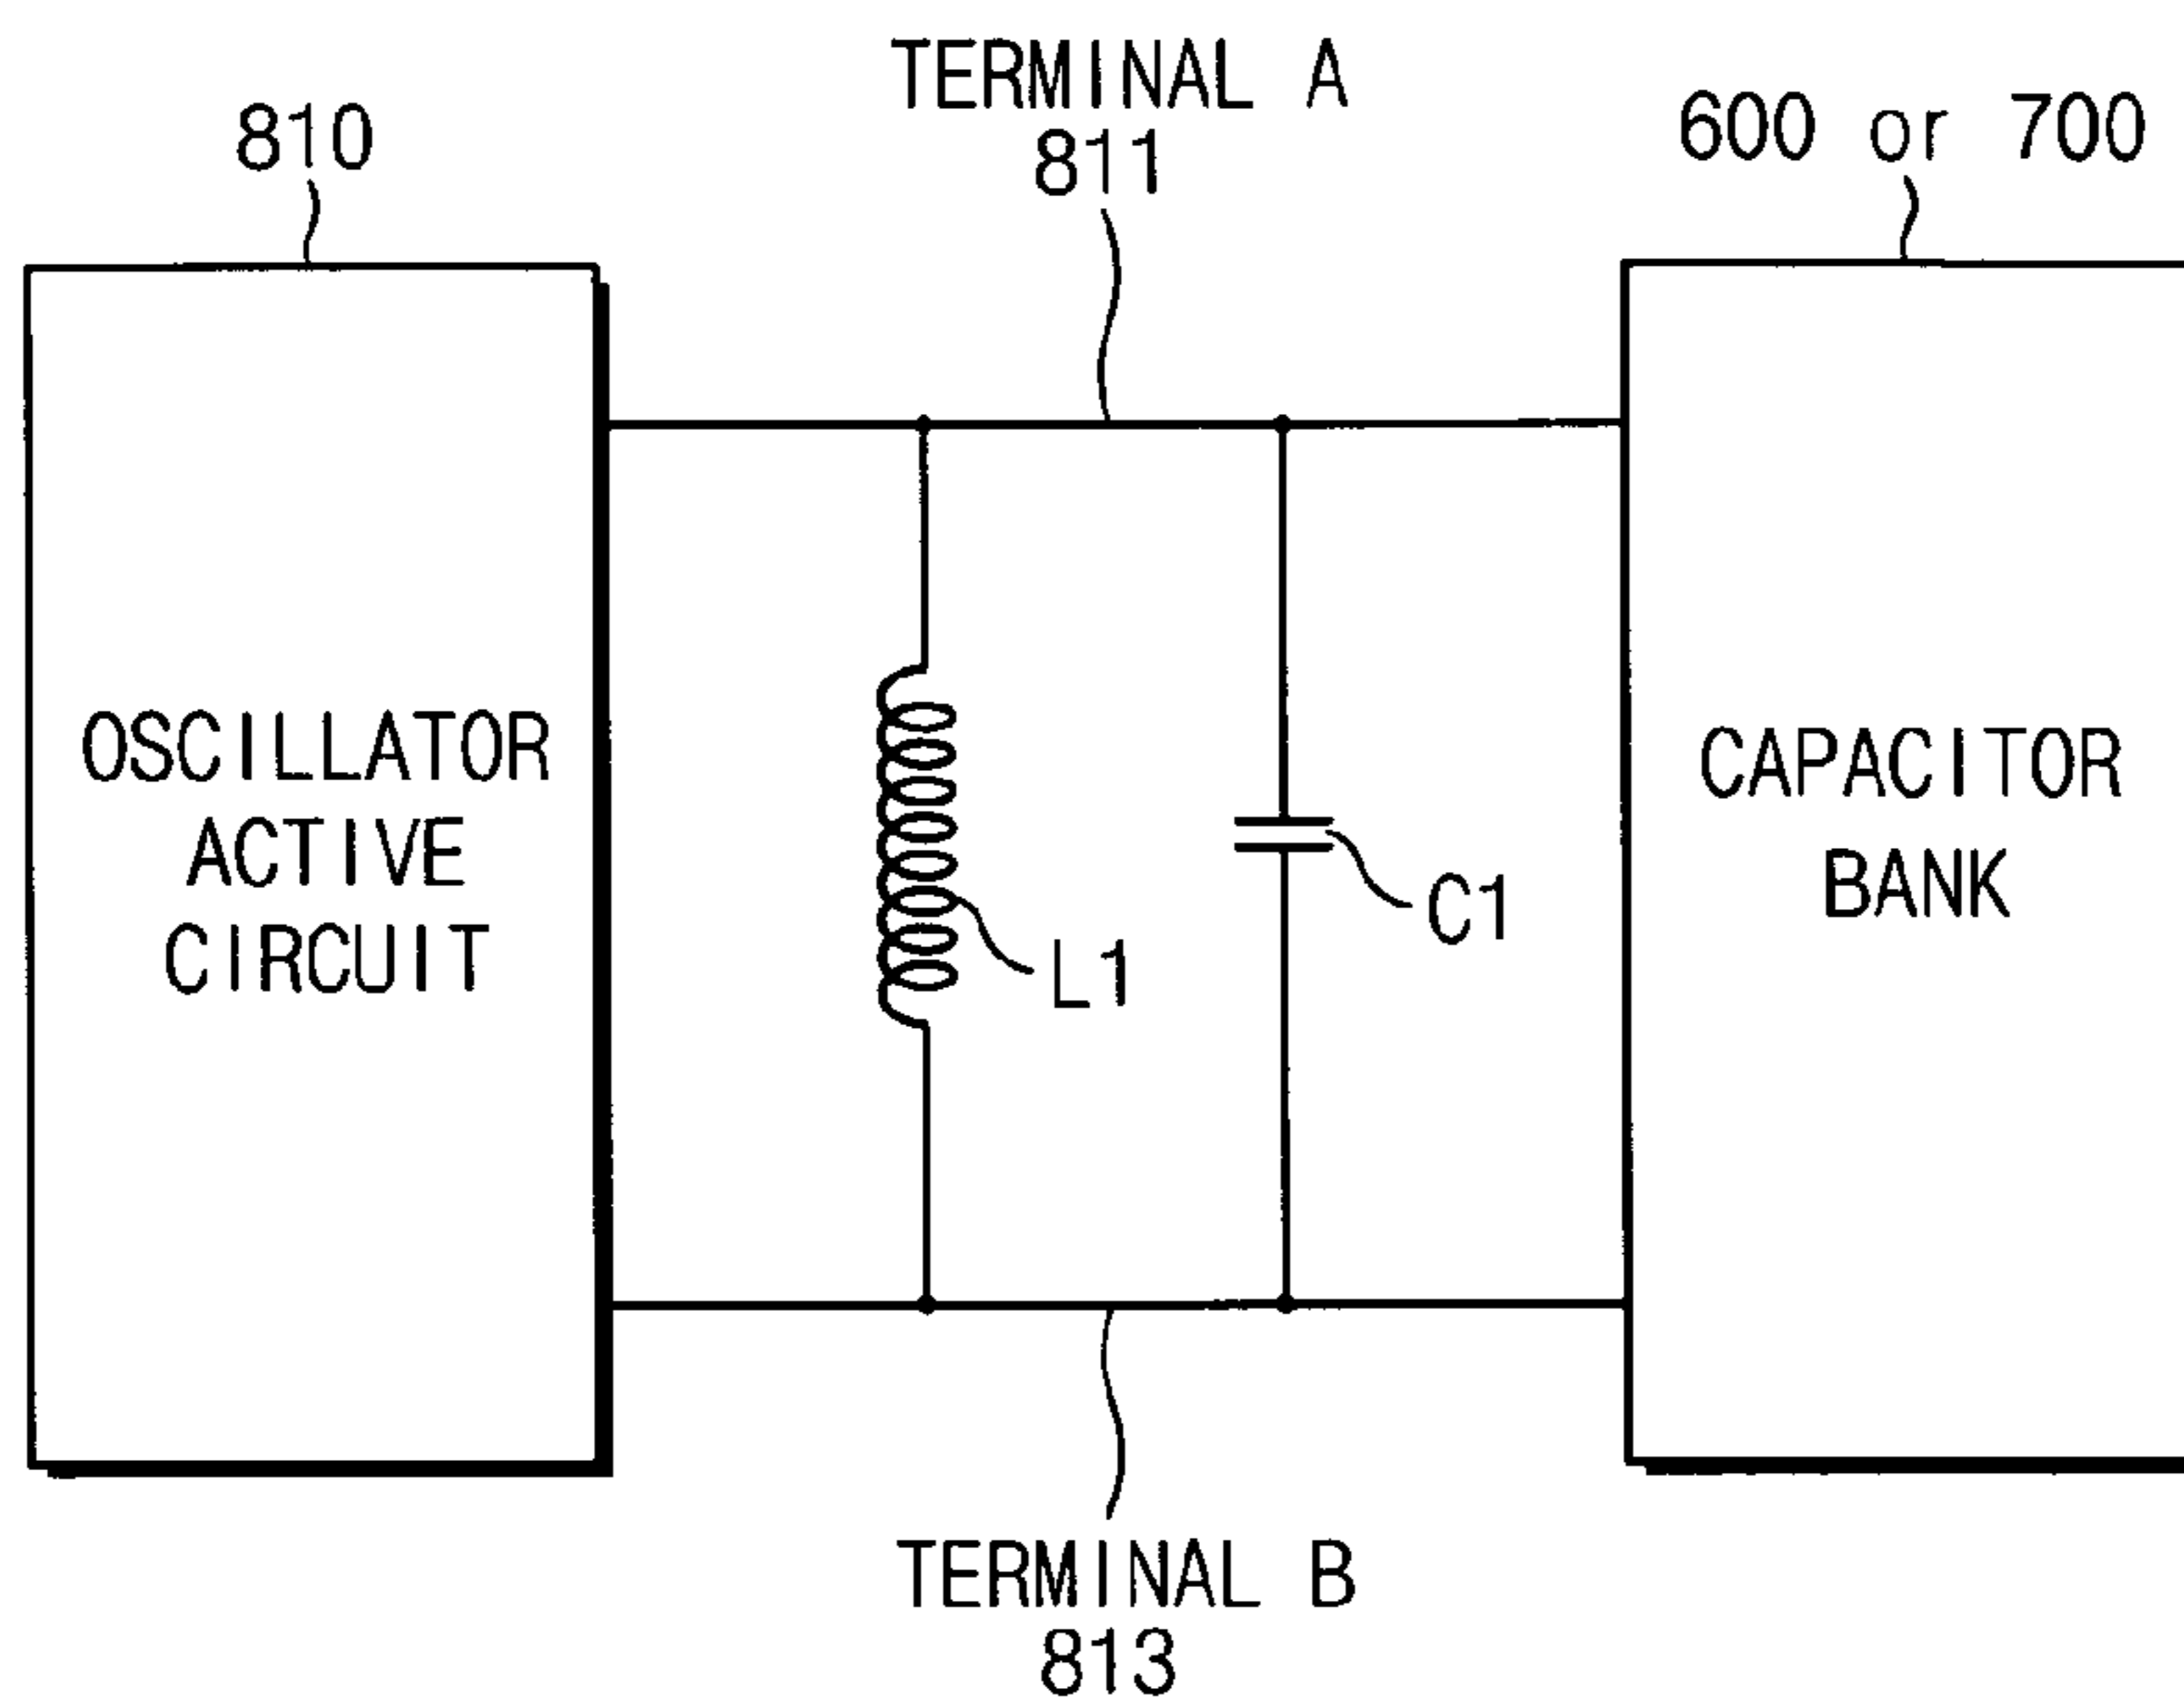 TERMINAL A
811
810
600 or 700
OSCILLATOR
ACTIVE
CIRCUIT
L1
C1
CAPACITOR
BANK
TERMINAL B
813